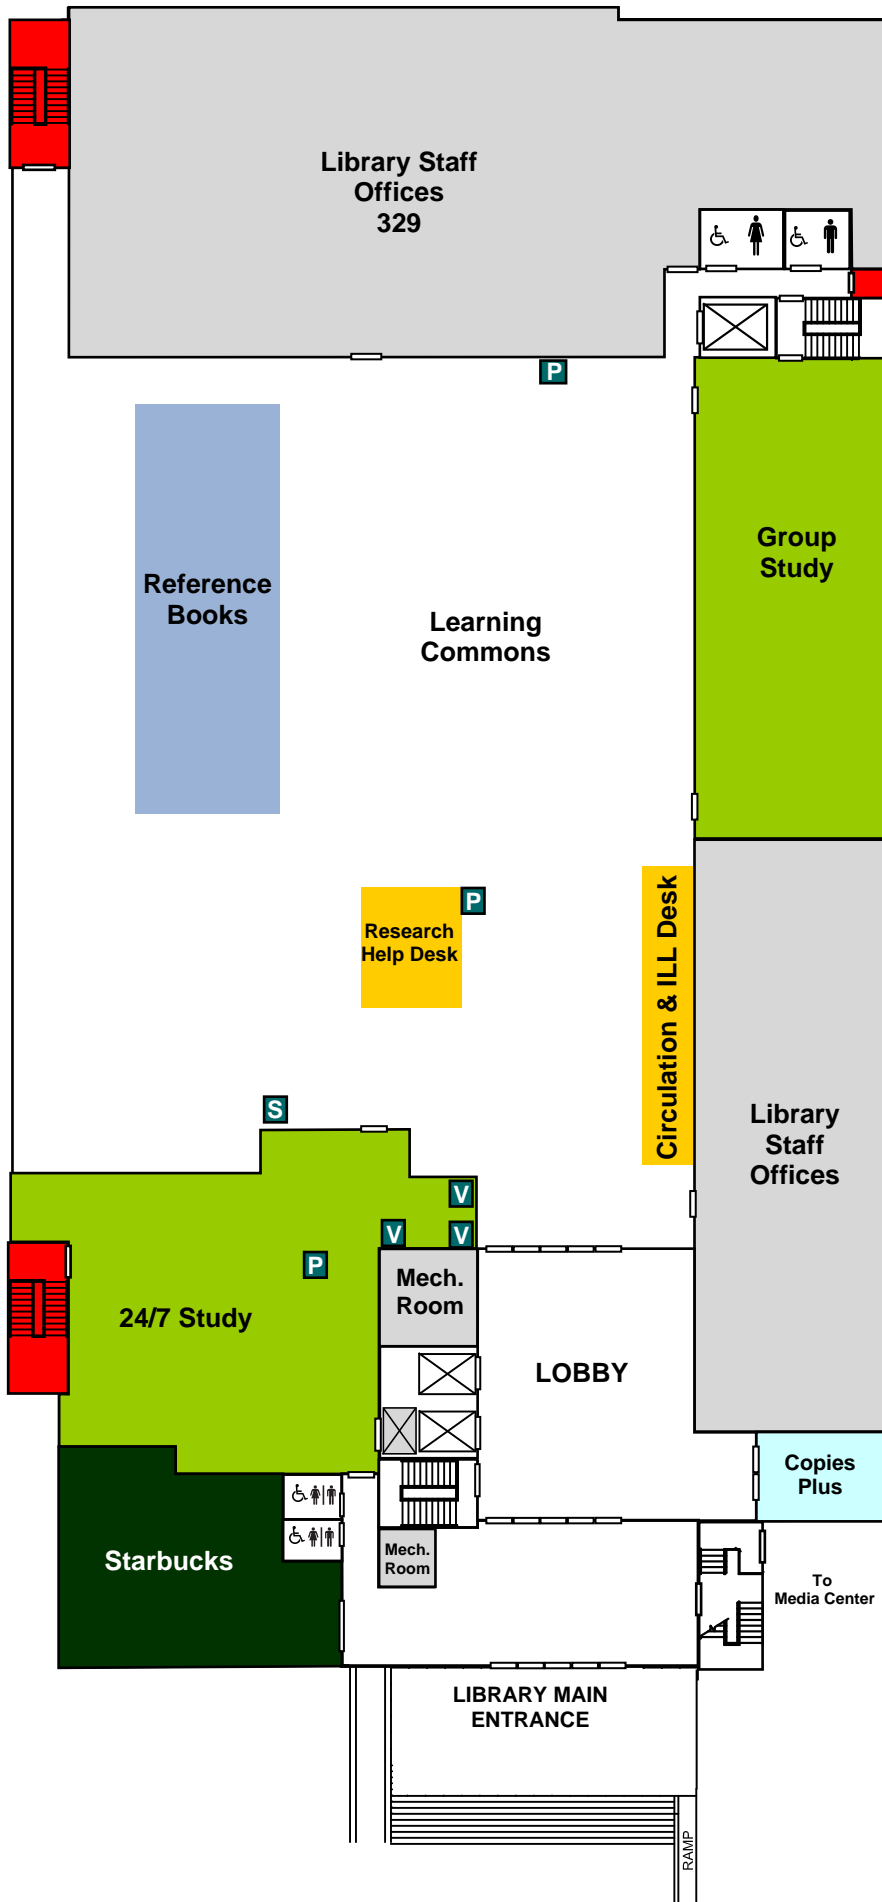 Library Staff
Offices
329
P
Group
Study
Reference
Books
Learning
Commons
P
Research
Help Desk
Circulation & ILL Desk
S
Library
Staff
Offices
V
V
V
P
Mech.
Room
24/7 Study
LOBBY
Copies
Plus
Starbucks
Mech.
Room
To
Media Center
LIBRARY MAIN
ENTRANCE
RAMP